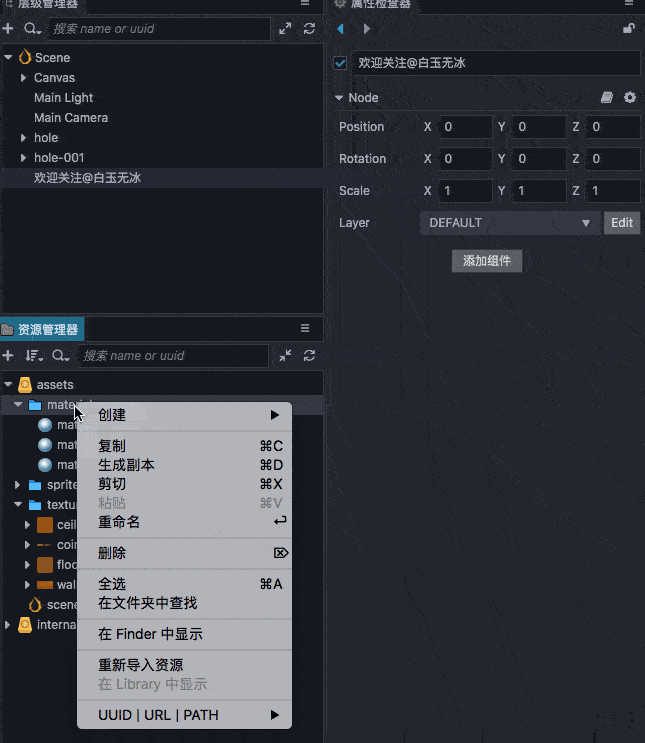 层级管理器
搜索 name or uuid
Scene
Canvas
Main Light
Main Camera
hole
hole-001
欢迎关注@白玉无冰
资源管理器
搜索 name or uuid
assets
material
创建
复制 ⌘C
生成副本 ⌘D
剪切 ⌘X
粘贴 ⌘V
重命名 ↩
删除 ⌦
全选 ⌘A
在文件夹中查找
在 Finder 中显示
重新导入资源
在 Library 中显示
UUID | URL | PATH
mat
mat
mat
sprite
textur
ceil
coin
floo
wal
scene
interna
属性检查器
欢迎关注@白玉无冰
Node
Position X 0 Y 0 Z 0
Rotation X 0 Y 0 Z 0
Scale X 1 Y 1 Z 1
Layer DEFAULT Edit
添加组件